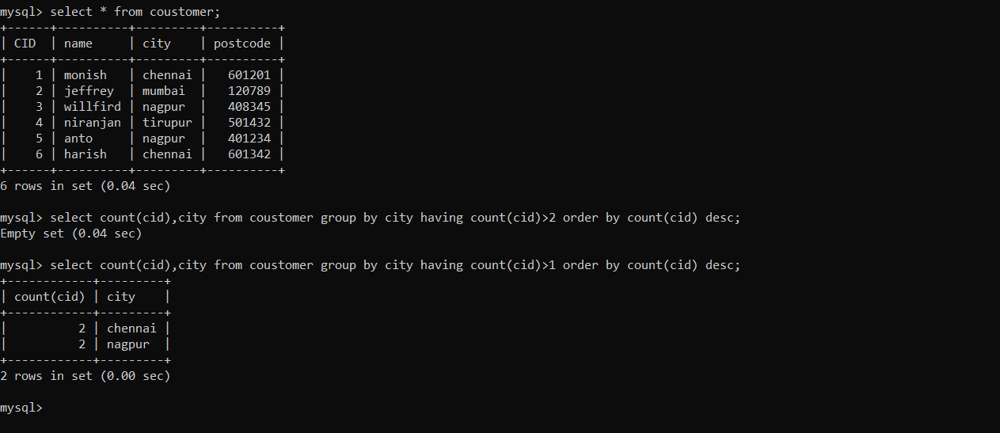 mysql> select * from coustomer;
+------+----------+---------+----------+
| CID  | name     | city    | postcode |
+------+----------+---------+----------+
|    1 | monish   | chennai |   601201 |
|    2 | jeffrey  | mumbai  |   120789 |
|    3 | willfird | nagpur  |   408345 |
|    4 | niranjan | tirupur |   501432 |
|    5 | anto     | nagpur  |   401234 |
|    6 | harish   | chennai |   601342 |
+------+----------+---------+----------+
6 rows in set (0.04 sec)

mysql> select count(cid),city from coustomer group by city having count(cid)>2 order by count(cid) desc;
Empty set (0.04 sec)

mysql> select count(cid),city from coustomer group by city having count(cid)>1 order by count(cid) desc;
+------------+---------+
| count(cid) | city    |
+------------+---------+
|          2 | chennai |
|          2 | nagpur  |
+------------+---------+
2 rows in set (0.00 sec)

mysql>